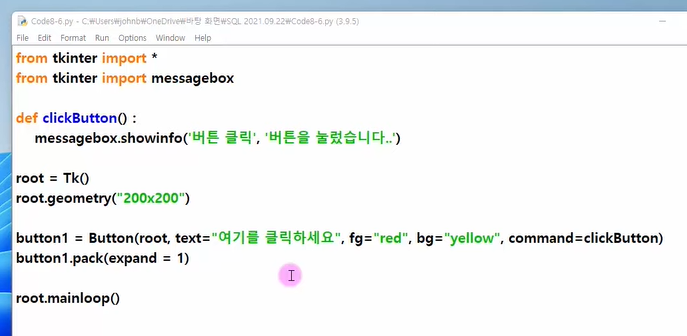 Code8-6.py - C:₩Users₩johnb₩OneDrive₩바탕 화면₩SQL 2021.09.22₩Code8-6.py (3.9.5)
File Edit Format Run Options Window Help
from tkinter import *
from tkinter import messagebox
def clickButton() :
messagebox.showinfo('버튼 클릭', '버튼을 눌렀습니다..')
root = Tk()
root.geometry("200x200")
button1 = Button(root, text="여기를 클릭하세요", fg="red", bg="yellow", command=clickButton)
button1.pack(expand = 1)
root.mainloop()